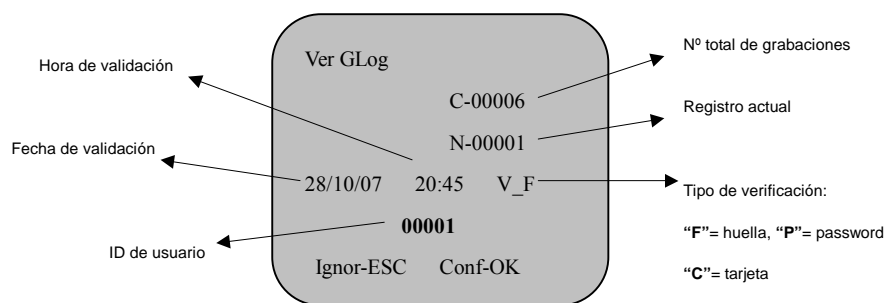 Ver GLog
Nº total de grabaciones
Hora de validación
C-00006
Registro actual
N-00001
Fecha de validación
28/10/07 20:45 V_F
Tipo de verificación:
00001
“F”= huella, “P”= password
ID de usuario
Ignor-ESC Conf-OK
“C”= tarjeta